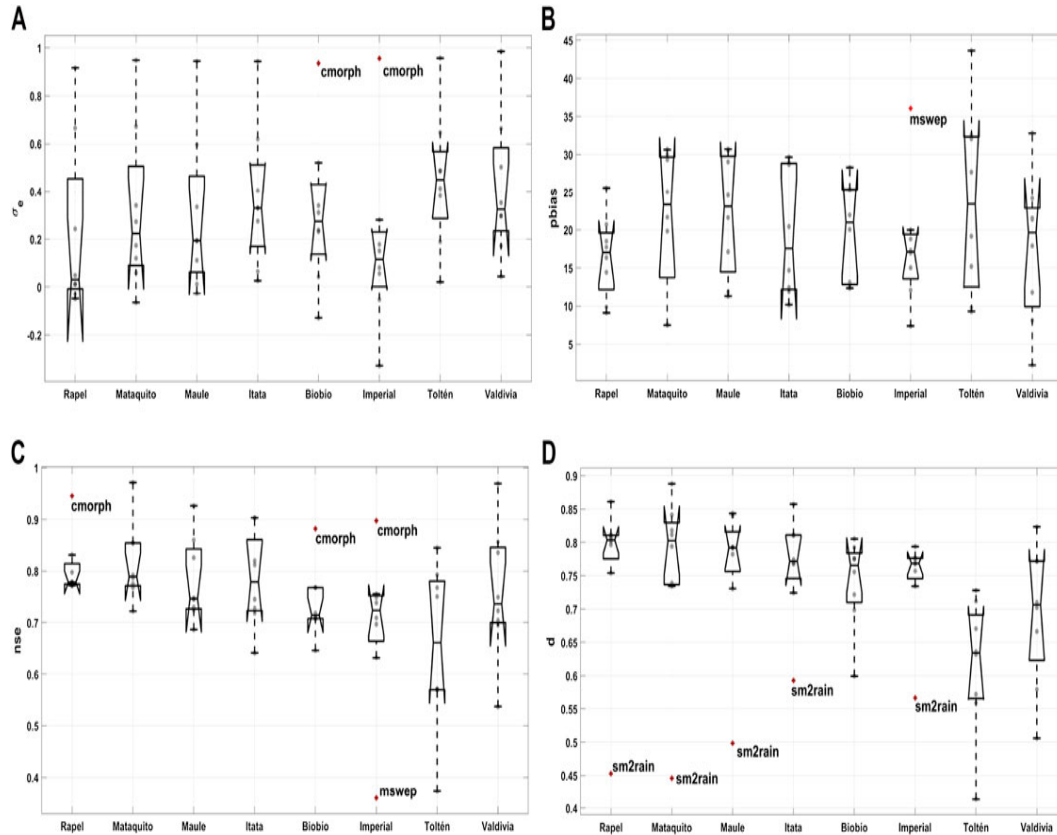 A
1
0.8
0.6
0.4
0.2
0
-0.2
σe
cmorph
cmorph
Rapel Mataquito Maule Itata Biobio Imperial Toltén Valdivia
B
45
40
35
30
25
20
15
10
5
pbias
mswep
Rapel Mataquito Maule Itata Biobio Imperial Toltén Valdivia
C
1
0.9
0.8
0.7
0.6
0.5
0.4
nse
cmorph
cmorph
cmorph
mswep
Rapel Mataquito Maule Itata Biobio Imperial Toltén Valdivia
D
0.9
0.85
0.8
0.75
0.7
0.65
0.6
0.55
0.5
0.45
0.4
d
sm2rain
sm2rain
sm2rain
sm2rain
sm2rain
Rapel Mataquito Maule Itata Biobio Imperial Toltén Valdivia